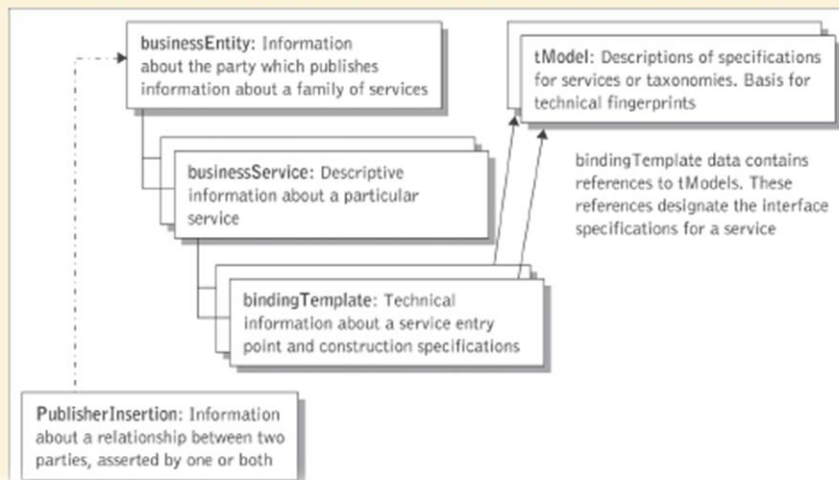 businessEntity: Information
about the party which publishes
information about a family of services
tModel: Descriptions of specifications
for services or taxonomies. Basis for
technical fingerprints
businessService: Descriptive
information about a particular
service
bindingTemplate data contains
references to tModels. These
references designate the interface
specifications for a service
bindingTemplate: Technical
information about a service entry
point and construction specifications
PublisherInsertion: Information
about a relationship between two
parties, asserted by one or both